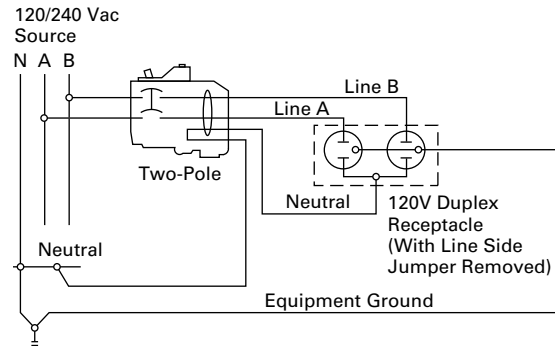 120/240 Vac
Source
N A B
Line B
Line A
Two-Pole
Neutral
120V Duplex
Receptacle
(With Line Side
Jumper Removed)
Neutral
Equipment Ground